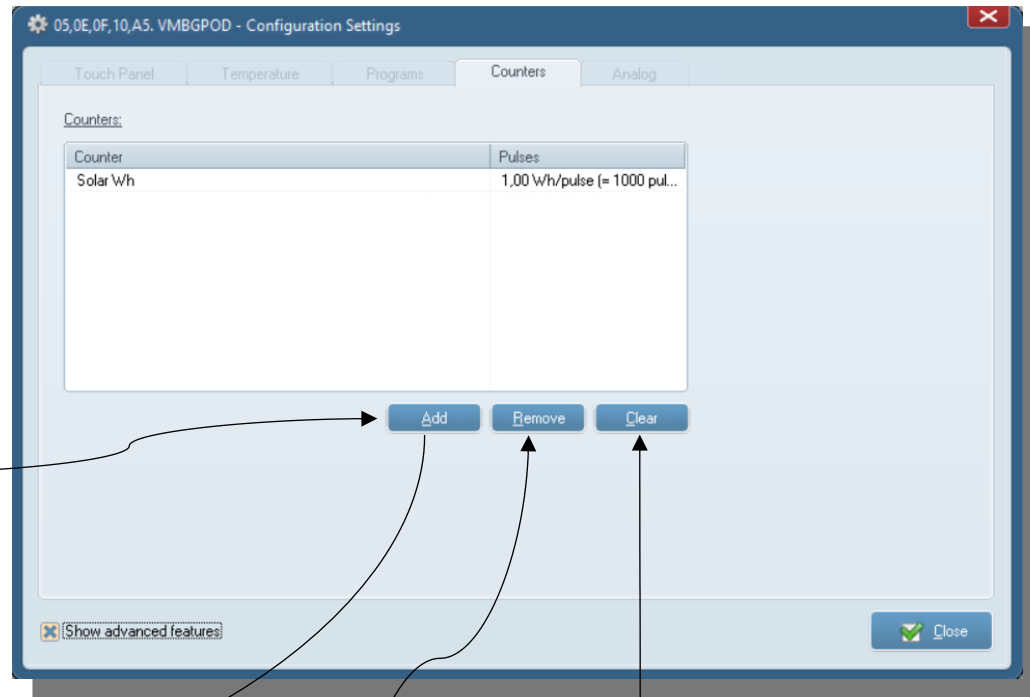 05,0E,0F,10,A5. VMBGPOD - Configuration Settings
Touch Panel Temperature Programs Counters Analog
Counters:
Counter Pulses
Solar Wh 1,00 Wh/pulse (= 1000 pul...
Add Remove Clear
Show advanced features Close